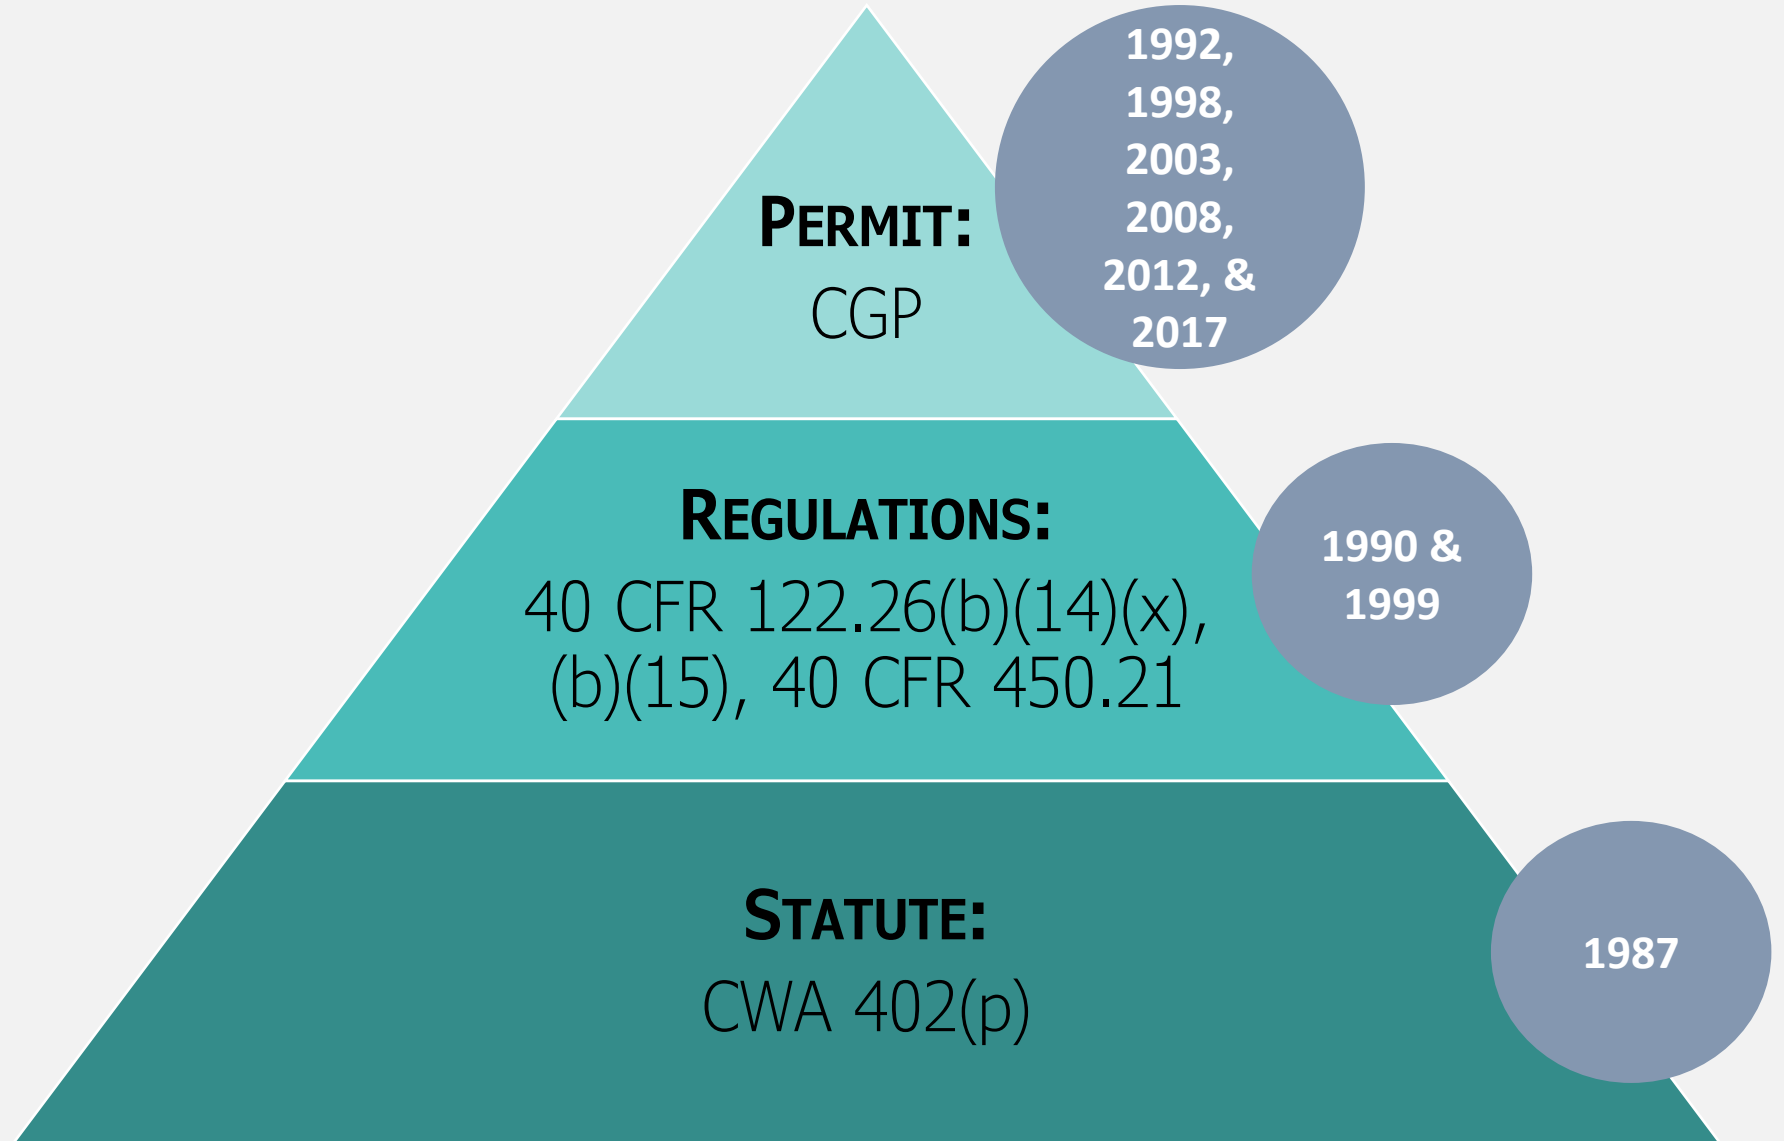 PERMIT:
CGP
1992,
1998,
2003,
2008,
2012, &
2017
REGULATIONS:
40 CFR 122.26(b)(14)(x),
(b)(15), 40 CFR 450.21
1990 &
1999
STATUTE:
CWA 402(p)
1987